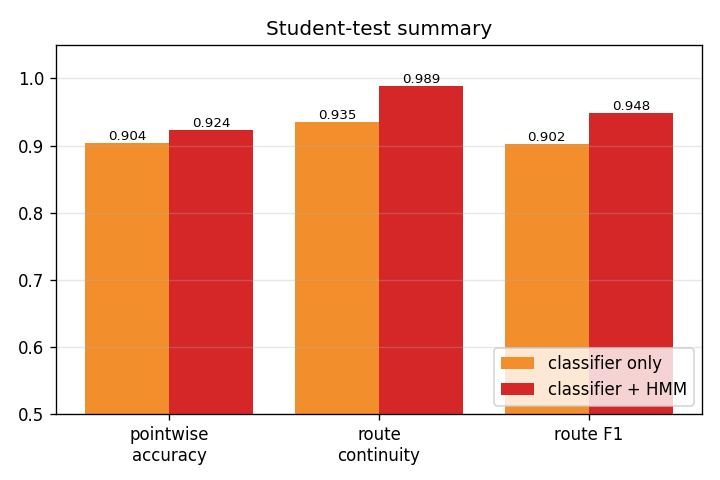 Student-test summary
1.0
0.9
0.8
0.7
0.6
0.5
0.904
0.924
0.935
0.989
0.902
0.948
classifier only
classifier + HMM
pointwise
accuracy
route
continuity
route F1